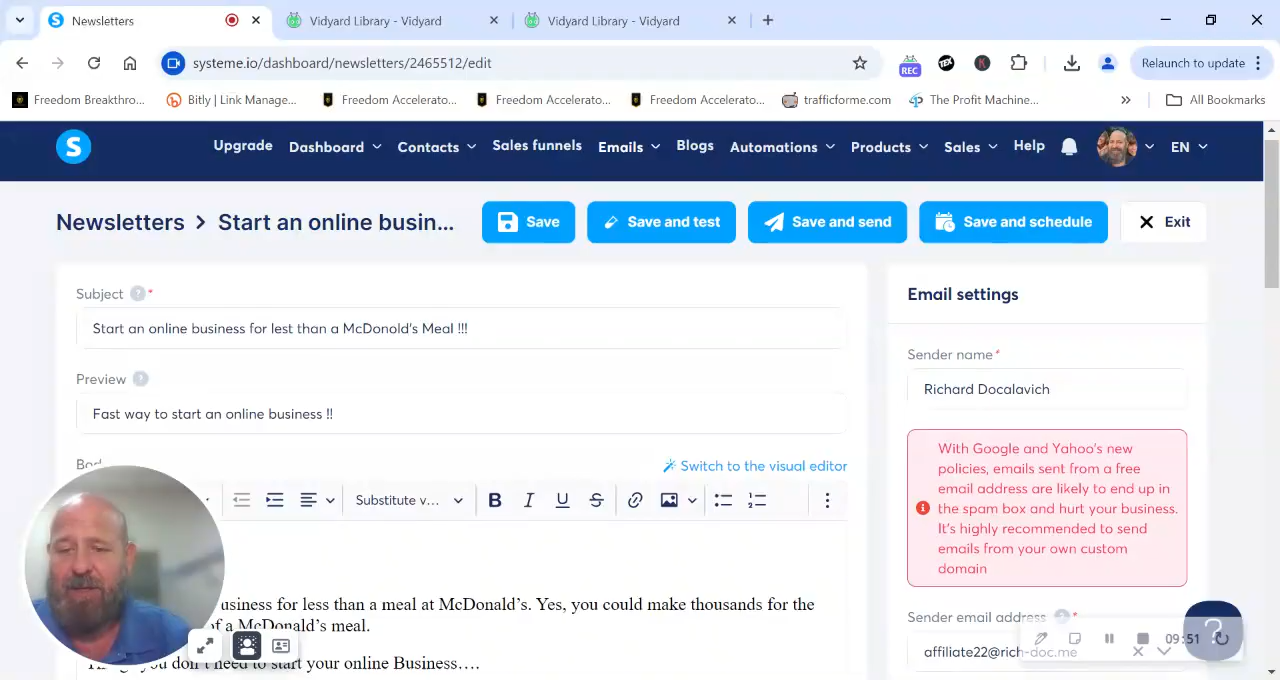 Newsletters
Vidyard Library - Vidyard
Vidyard Library - Vidyard
systeme.io/dashboard/newsletters/2465512/edit
REC
TEX
K
Relaunch to update
Freedom Breakthro...
Bitly | Link Manage...
Freedom Accelerato...
Freedom Accelerato...
Freedom Accelerato...
trafficforme.com
The Profit Machine...
All Bookmarks
S
Upgrade
Dashboard
Contacts
Sales funnels
Emails
Blogs
Automations
Products
Sales
Help
EN
Newsletters > Start an online busin...
Save
Save and test
Save and send
Save and schedule
Exit
Subject ? *
Start an online business for lest than a McDonold's Meal !!!
Preview ?
Fast way to start an online business !!
Switch to the visual editor
Substitute v...
B I U S
usiness for less than a meal at McDonald's. Yes, you could make thousands for the
of a McDonald's meal.
you don't need to start your online Business....
Email settings
Sender name*
Richard Docalavich
With Google and Yahoo's new
policies, emails sent from a free
email address are likely to end up in
the spam box and hurt your business.
It's highly recommended to send
emails from your own custom
domain
Sender email address ? *
affiliate22@rich-doc.me
09:51
?